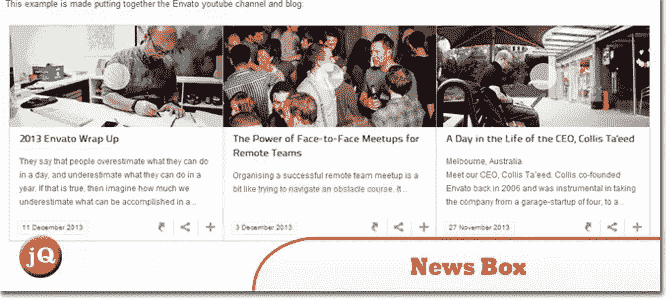 This example is made putting together the Envato youtube channel and blog:
2013 Envato Wrap Up
They say that people overestimate what they can do
in a day, and underestimate what they can do in a
year. If that is true, then imagine how much we
underestimate what can be accomplished in a...
11 December 2013
The Power of Face-to-Face Meetups for
Remote Teams
Organising a successful remote team meetup is a
bit like trying to navigate an obstacle course. It...
3 December 2013
A Day in the Life of the CEO, Collis Ta'eed
Melbourne, Australia
Meet our CEO, Collis Ta'eed. Collis co-founded
Envato back in 2006 and was instrumental in taking
the company from a garage-startup of four, to a...
27 November 2013
jQ
News Box